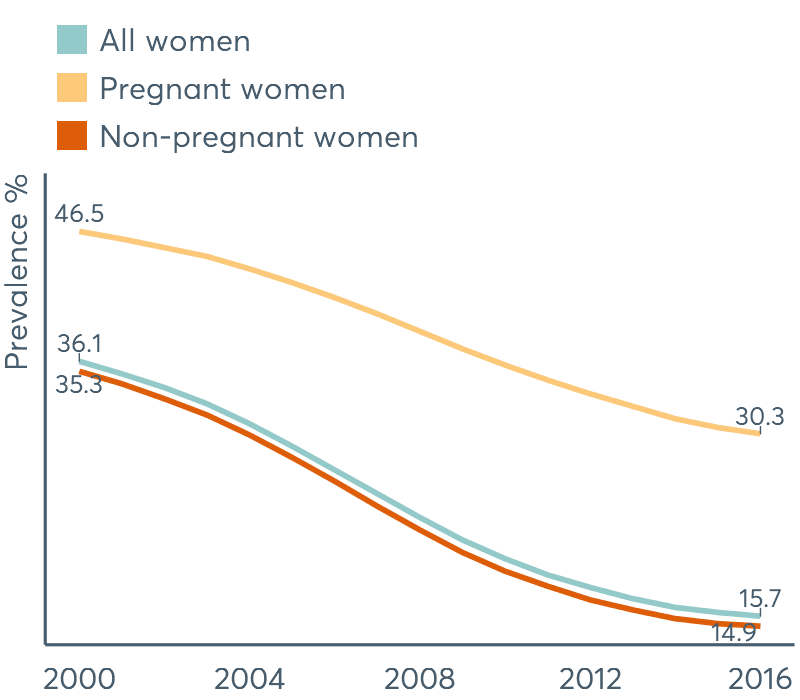 All women
Pregnant women
Non-pregnant women
Prevalence %
46.5
36.1
35.3
30.3
15.7
14.9
2000 2004 2008 2012 2016